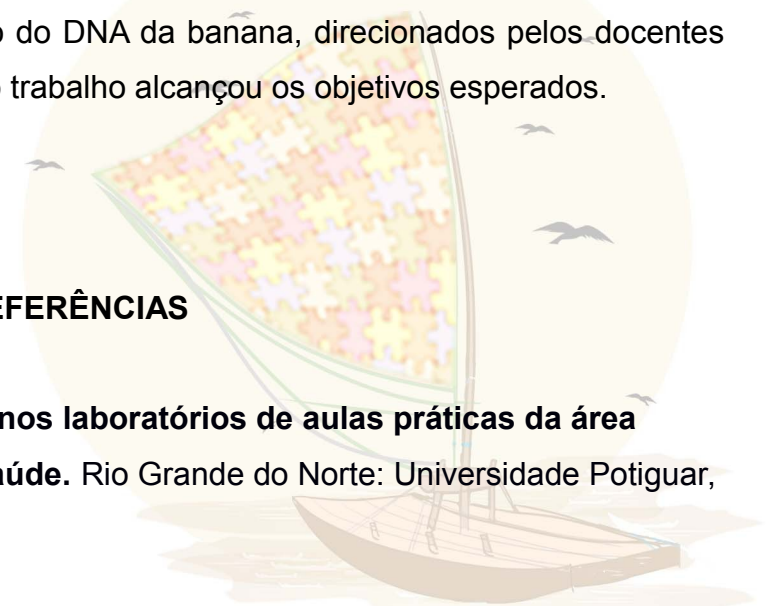 do DNA da banana, direcionados pelos docentes
trabalho alcançou os objetivos esperados.
EFERÊNCIAS
nos laboratórios de aulas práticas da área
aúde. Rio Grande do Norte: Universidade Potiguar,